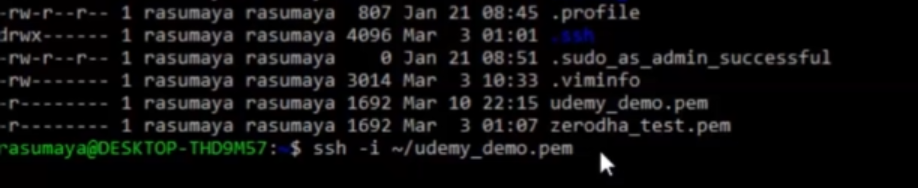 -rw-r--r-- 1 rasumaya rasumaya 807 Jan 21 08:45 .profile
drwx------ 1 rasumaya rasumaya 4096 Mar 3 01:01 .ssh
-rw-r--r-- 1 rasumaya rasumaya 0 Jan 21 08:51 .sudo_as_admin_successful
-rw------- 1 rasumaya rasumaya 3014 Mar 3 10:33 .viminfo
-r-------- 1 rasumaya rasumaya 1692 Mar 10 22:15 udemy_demo.pem
-r-------- 1 rasumaya rasumaya 1692 Mar 3 01:07 zerodha_test.pem
rasumaya@DESKTOP-THD9M57:~$ ssh -i ~/udemy_demo.pem